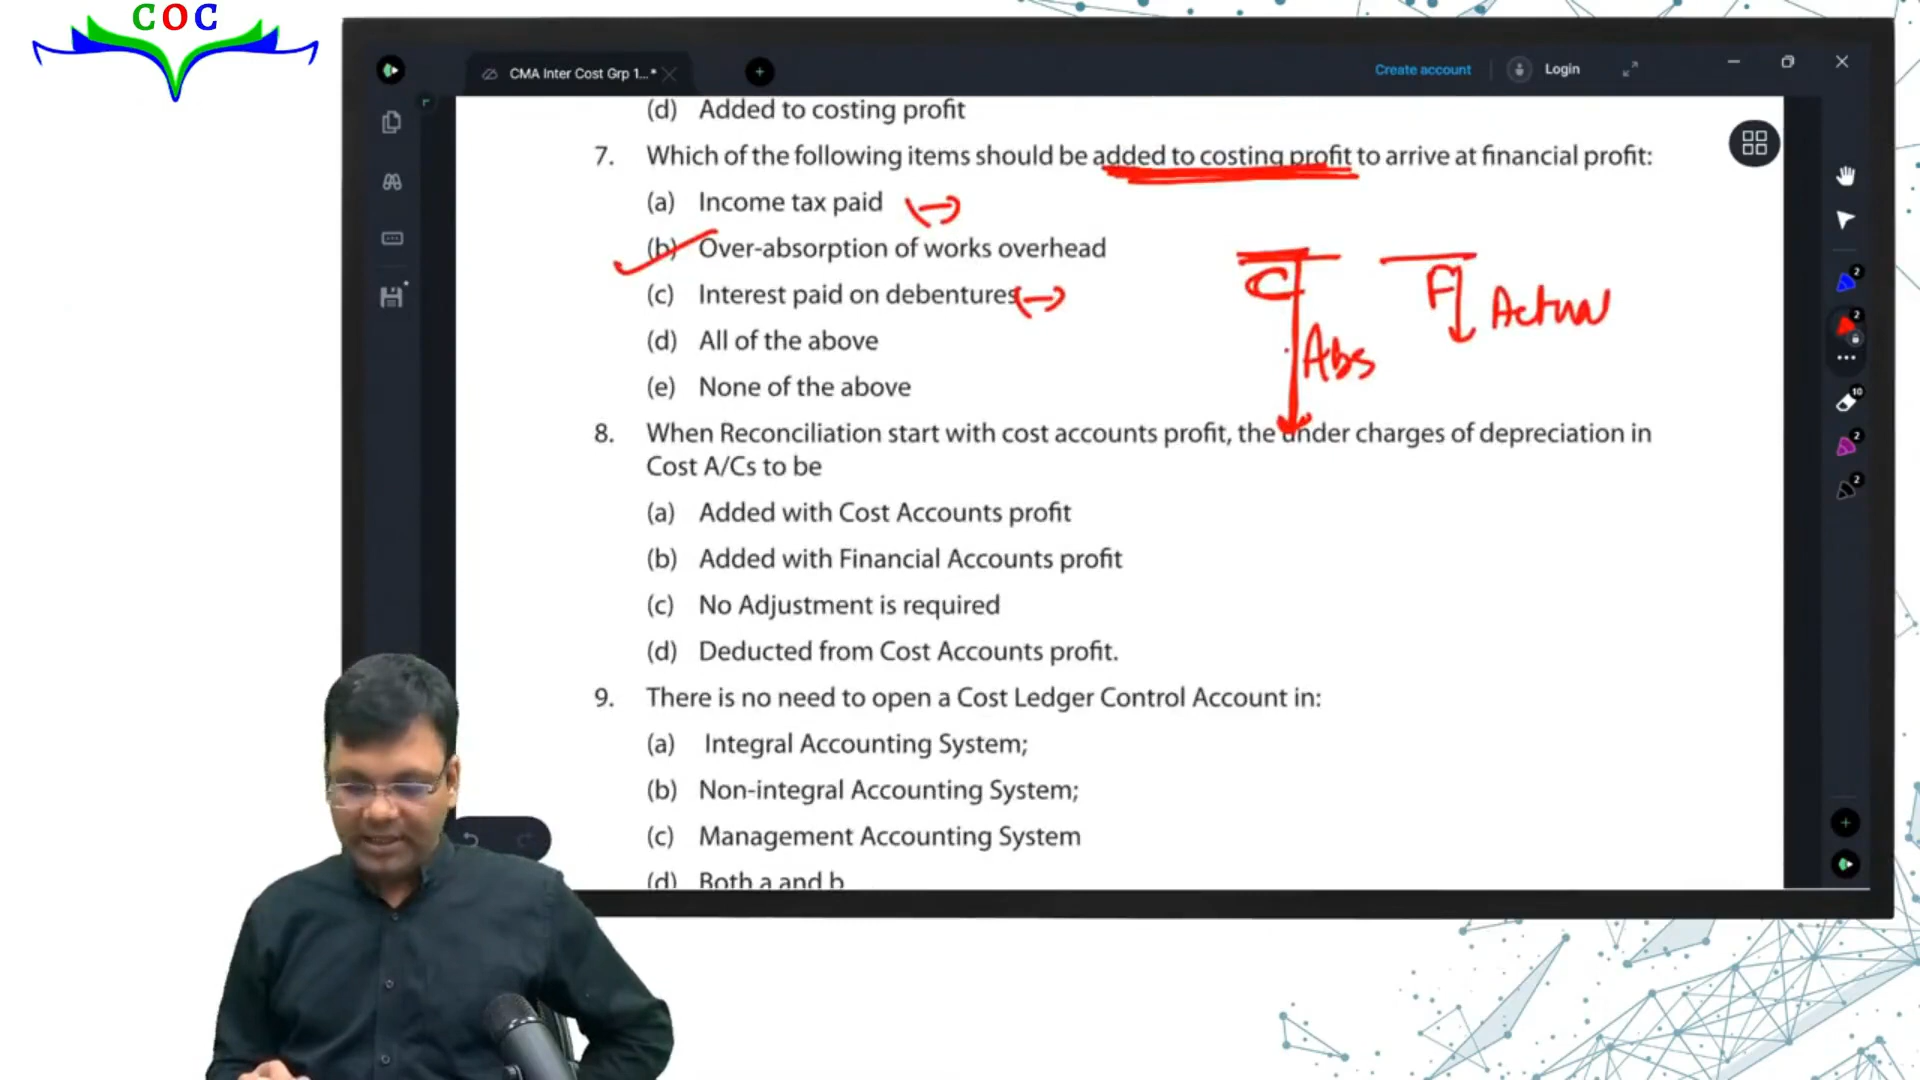 COC
CMA Inter Cost Grp 1...*
Create account
Login
(d) Added to costing profit
7. Which of the following items should be added to costing profit to arrive at financial profit:
(a) Income tax paid (-)
(b) Over-absorption of works overhead
(c) Interest paid on debentures (-)
(d) All of the above
(e) None of the above
C
Abs
F
Actual
8. When Reconciliation start with cost accounts profit, the under charges of depreciation in
Cost A/Cs to be
(a) Added with Cost Accounts profit
(b) Added with Financial Accounts profit
(c) No Adjustment is required
(d) Deducted from Cost Accounts profit.
9. There is no need to open a Cost Ledger Control Account in:
(a) Integral Accounting System;
(b) Non-integral Accounting System;
(c) Management Accounting System
(d) Both a and b
2
2
10
2
2